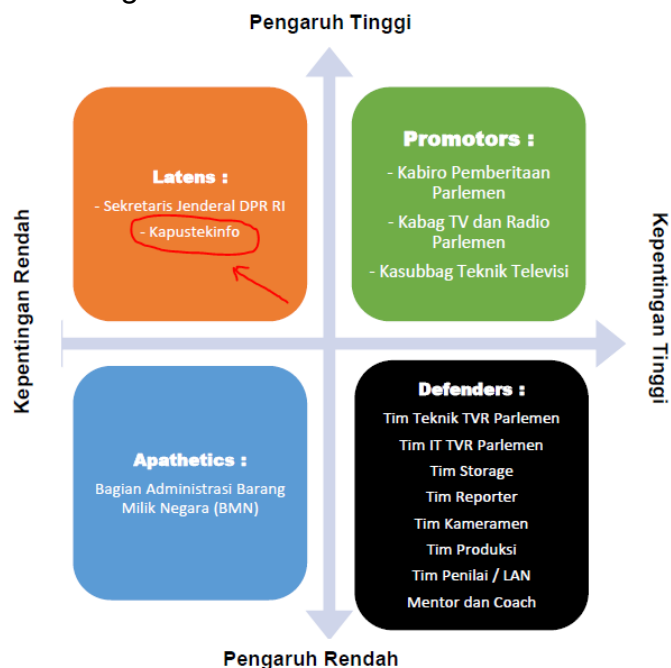 Pengaruh Tinggi
Latens :
- Sekretaris Jenderal DPR RI
- Kapustekinfo
Promotors :
- Kabiro Pemberitaan
Parlemen
- Kabag TV dan Radio
Parlemen
- Kasubbag Teknik Televisi
Kepentingan Rendah
Kepentingan Tinggi
Apathetics :
Bagian Administrasi Barang
Milik Negara (BMN)
Defenders :
Tim Teknik TVR Parlemen
Tim IT TVR Parlemen
Tim Storage
Tim Reporter
Tim Kameramen
Tim Produksi
Tim Penilai / LAN
Mentor dan Coach
Pengaruh Rendah